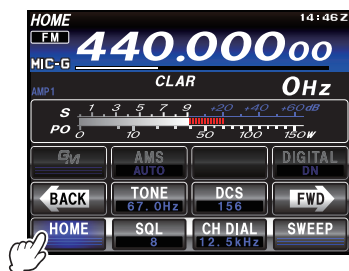 HOME 14:46Z
FM 440.00000
MIC-G
CLAR 0Hz
AMP1
S 1 3 5 7 9 +20 +40 +60dB
PO 0 10 50 100 150W
GM AMS DIGITAL
AUTO DN
BACK TONE DCS FWD
67.0Hz 156
HOME SQL CH DIAL SWEEP
8 12.5kHz